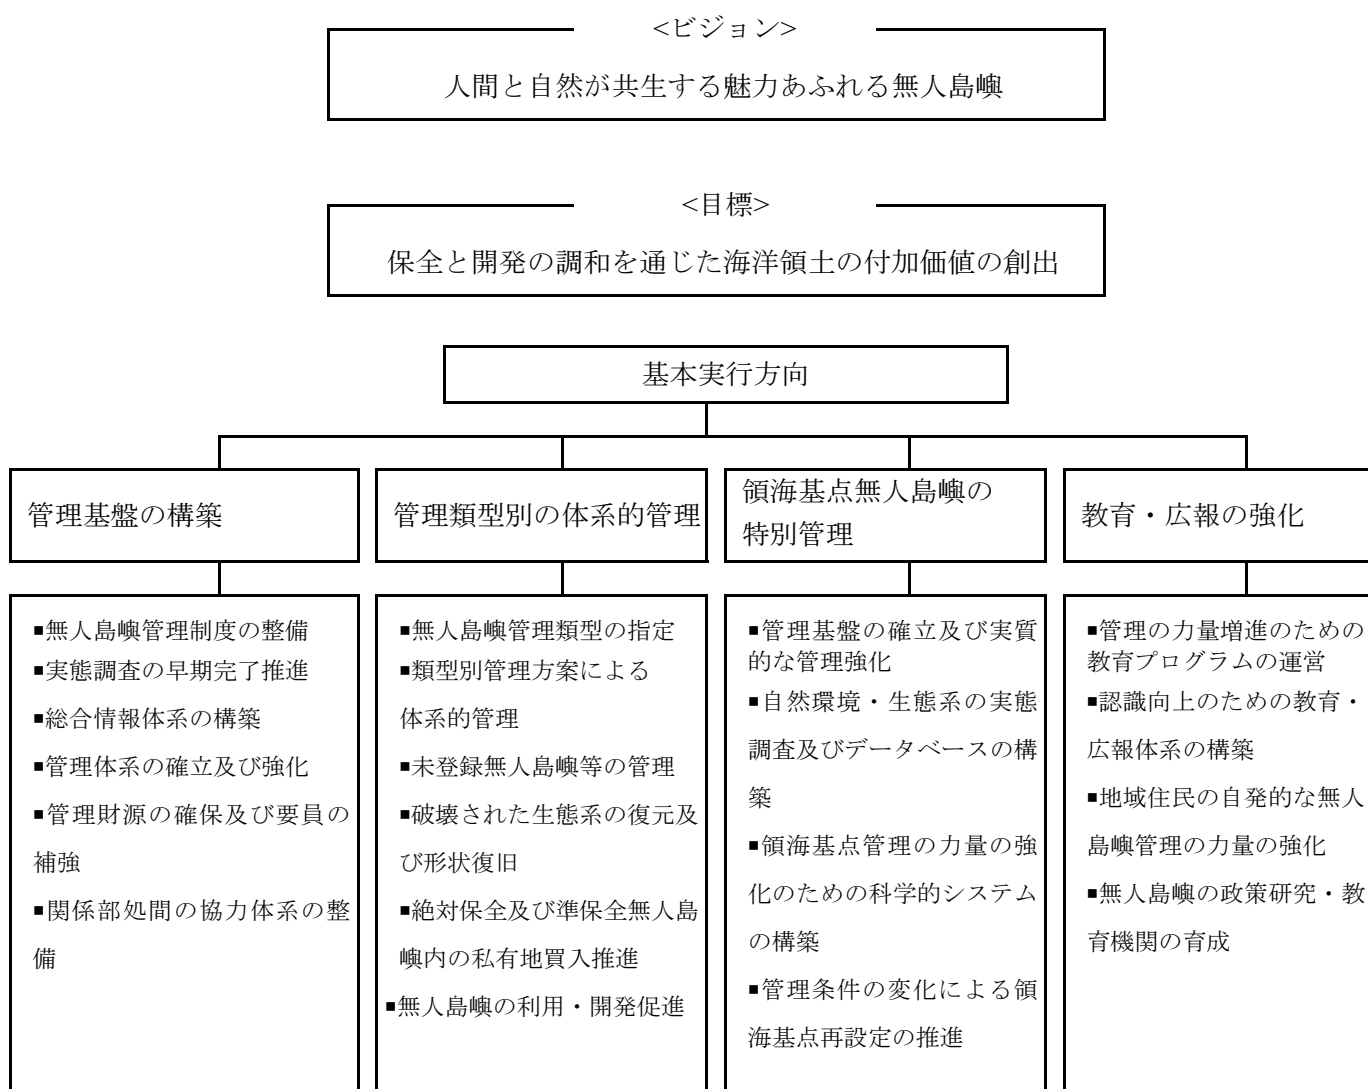 <ビジョン>
人間と自然が共生する魅力あふれる無人島嶼
<目標>
保全と開発の調和を通じた海洋領土の付加価値の創出
基本実行方向
管理基盤の構築
■無人島嶼管理制度の整備
■実態調査の早期完了推進
■総合情報体系の構築
■管理体系の確立及び強化
■管理財源の確保及び要員の
補強
■関係部処間の協力体系の整
備
管理類型別の体系的管理
■無人島嶼管理類型の指定
■類型別管理方案による
体系的管理
■未登録無人島嶼等の管理
■破壊された生態系の復元及
び形状復旧
■絶対保全及び準保全無人島
嶼内の私有地買入推進
■無人島嶼の利用・開発促進
領海基点無人島嶼の
特別管理
■管理基盤の確立及び実質
的な管理強化
■自然環境・生態系の実態
調査及びデータベースの構
築
■領海基点管理の力量の強
化のための科学的システム
の構築
■管理条件の変化による領
海基点再設定の推進
教育・広報の強化
■管理の力量増進のための
教育プログラムの運営
■認識向上のための教育・
広報体系の構築
■地域住民の自発的な無人
島嶼管理の力量の強化
■無人島嶼の政策研究・教
育機関の育成